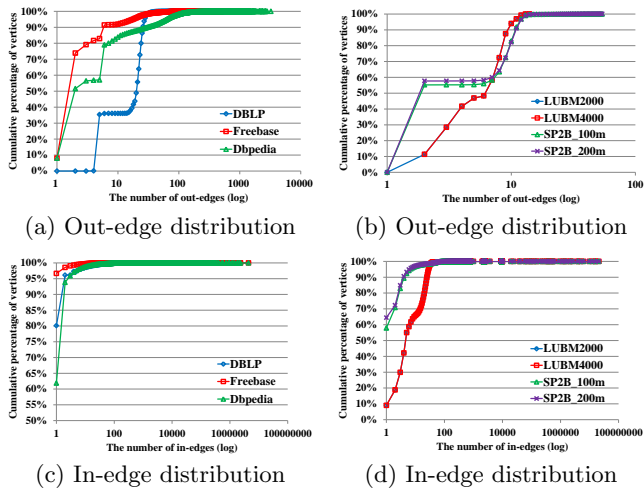 Cumulative percentage of vertices
100%
90%
80%
70%
60%
50%
40%
30%
20%
10%
0%
DBLP
Freebase
Dbpedia
1
10
100
1000
10000
The number of out-edges (log)
(a) Out-edge distribution
Cumulative percentage of vertices
100%
90%
80%
70%
60%
50%
40%
30%
20%
10%
0%
LUBM2000
LUBM4000
SP2B_100m
SP2B_200m
1
10
100
The number of out-edges (log)
(b) Out-edge distribution
Cumulative percentage of vertices
100%
95%
90%
85%
80%
75%
70%
65%
60%
55%
50%
DBLP
Freebase
Dbpedia
1
100
10000
1000000
100000000
The number of in-edges (log)
(c) In-edge distribution
Cumulative percentage of vertices
100%
90%
80%
70%
60%
50%
40%
30%
20%
10%
0%
LUBM2000
LUBM4000
SP2B_100m
SP2B_200m
1
100
10000
1000000
100000000
The number of in-edges (log)
(d) In-edge distribution